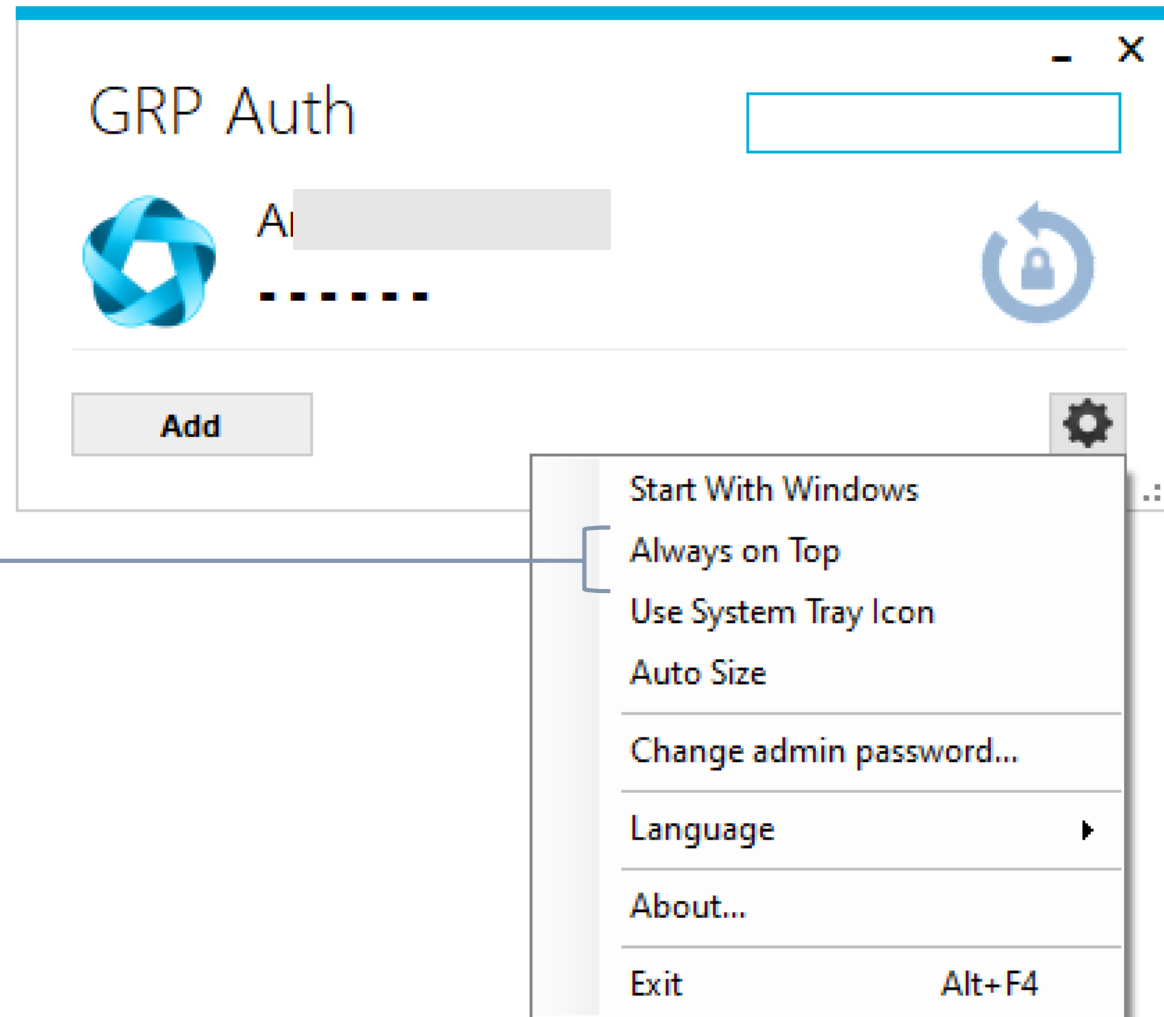 GRP Auth
------
Add
Start With Windows
Always on Top
Use System Tray Icon
Auto Size
Change admin password...
Language
About...
Exit Alt+F4